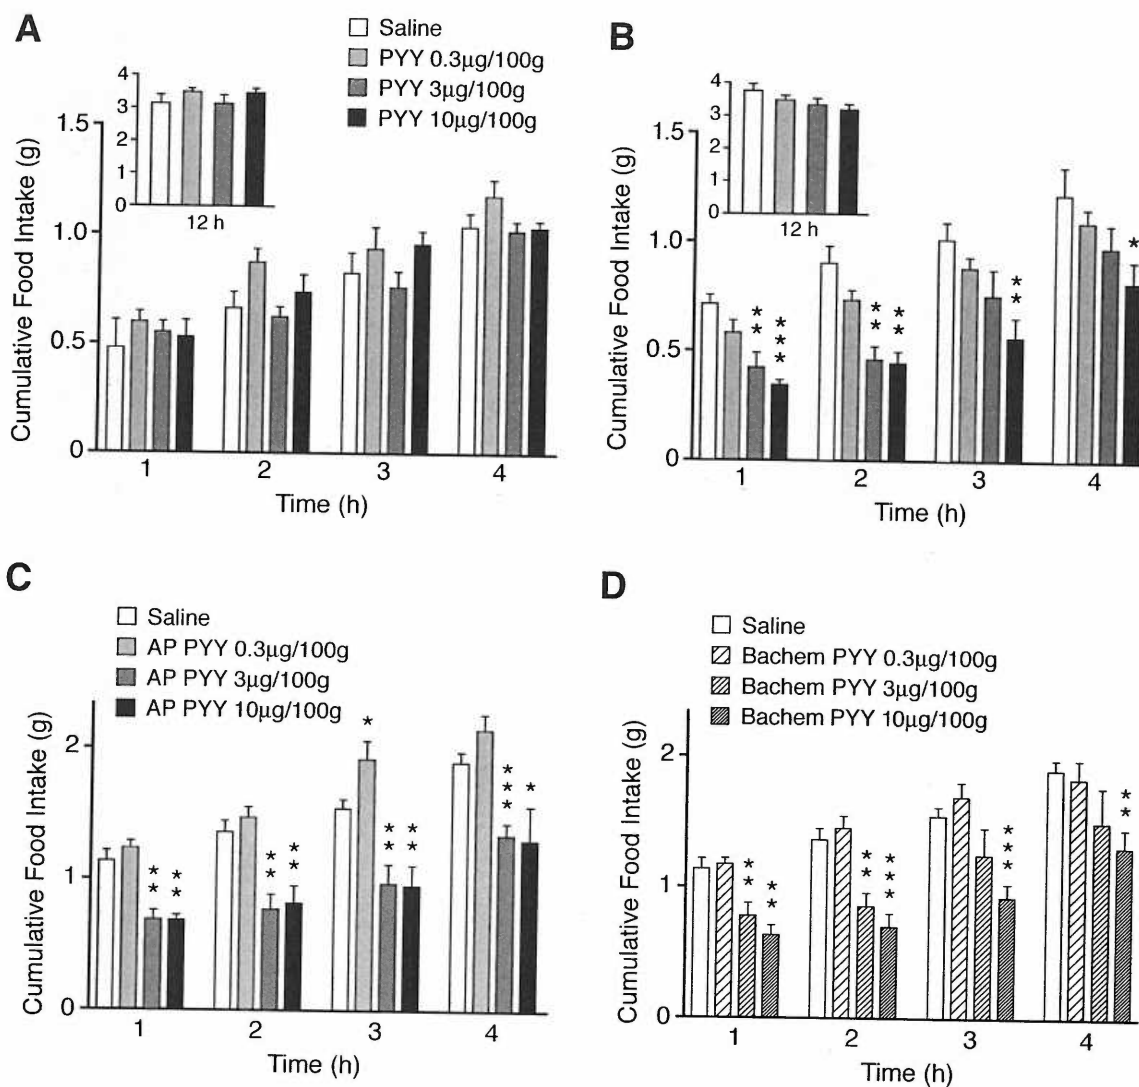 A
Saline
PYY 0.3µg/100g
PYY 3µg/100g
PYY 10µg/100g
4
3
2
1
0
12 h
1.5
1.0
0.5
0
Cumulative Food Intake (g)
1 2 3 4
Time (h)
B
4
3
2
1
0
12 h
1.5
1.0
0.5
0
Cumulative Food Intake (g)
** *** ** ** ** *
1 2 3 4
Time (h)
C
Saline
AP PYY 0.3µg/100g
AP PYY 3µg/100g
AP PYY 10µg/100g
2
1
0
Cumulative Food Intake (g)
** ** ** ** * ** ** *** *
1 2 3 4
Time (h)
D
Saline
Bachem PYY 0.3µg/100g
Bachem PYY 3µg/100g
Bachem PYY 10µg/100g
2
1
0
Cumulative Food Intake (g)
** ** ** *** *** **
1 2 3 4
Time (h)